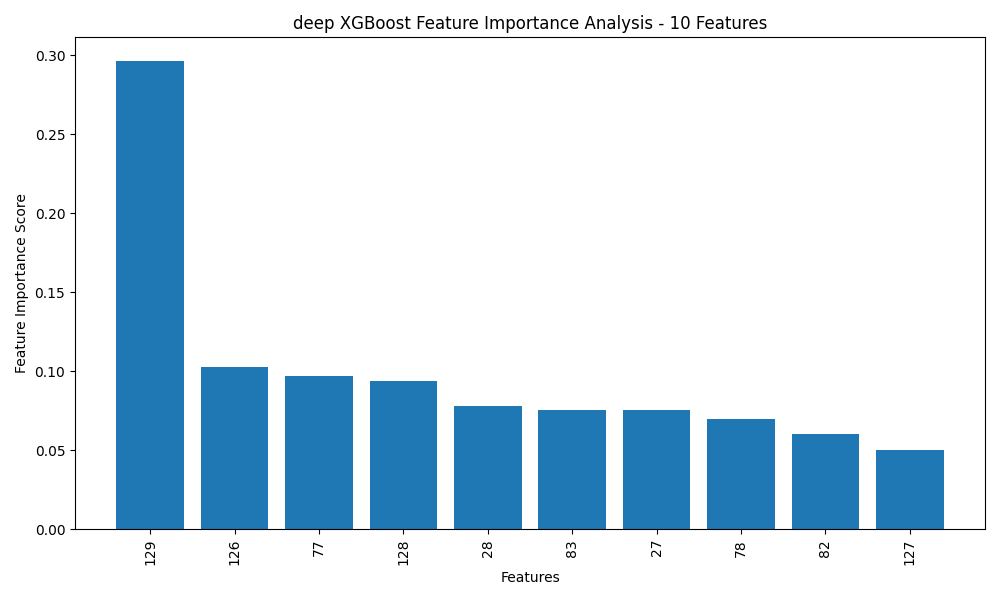 deep XGBoost Feature Importance Analysis - 10 Features
Feature Importance Score
0.30
0.25
0.20
0.15
0.10
0.05
0.00
129 126 77 128 28 83 27 78 82 127
Features